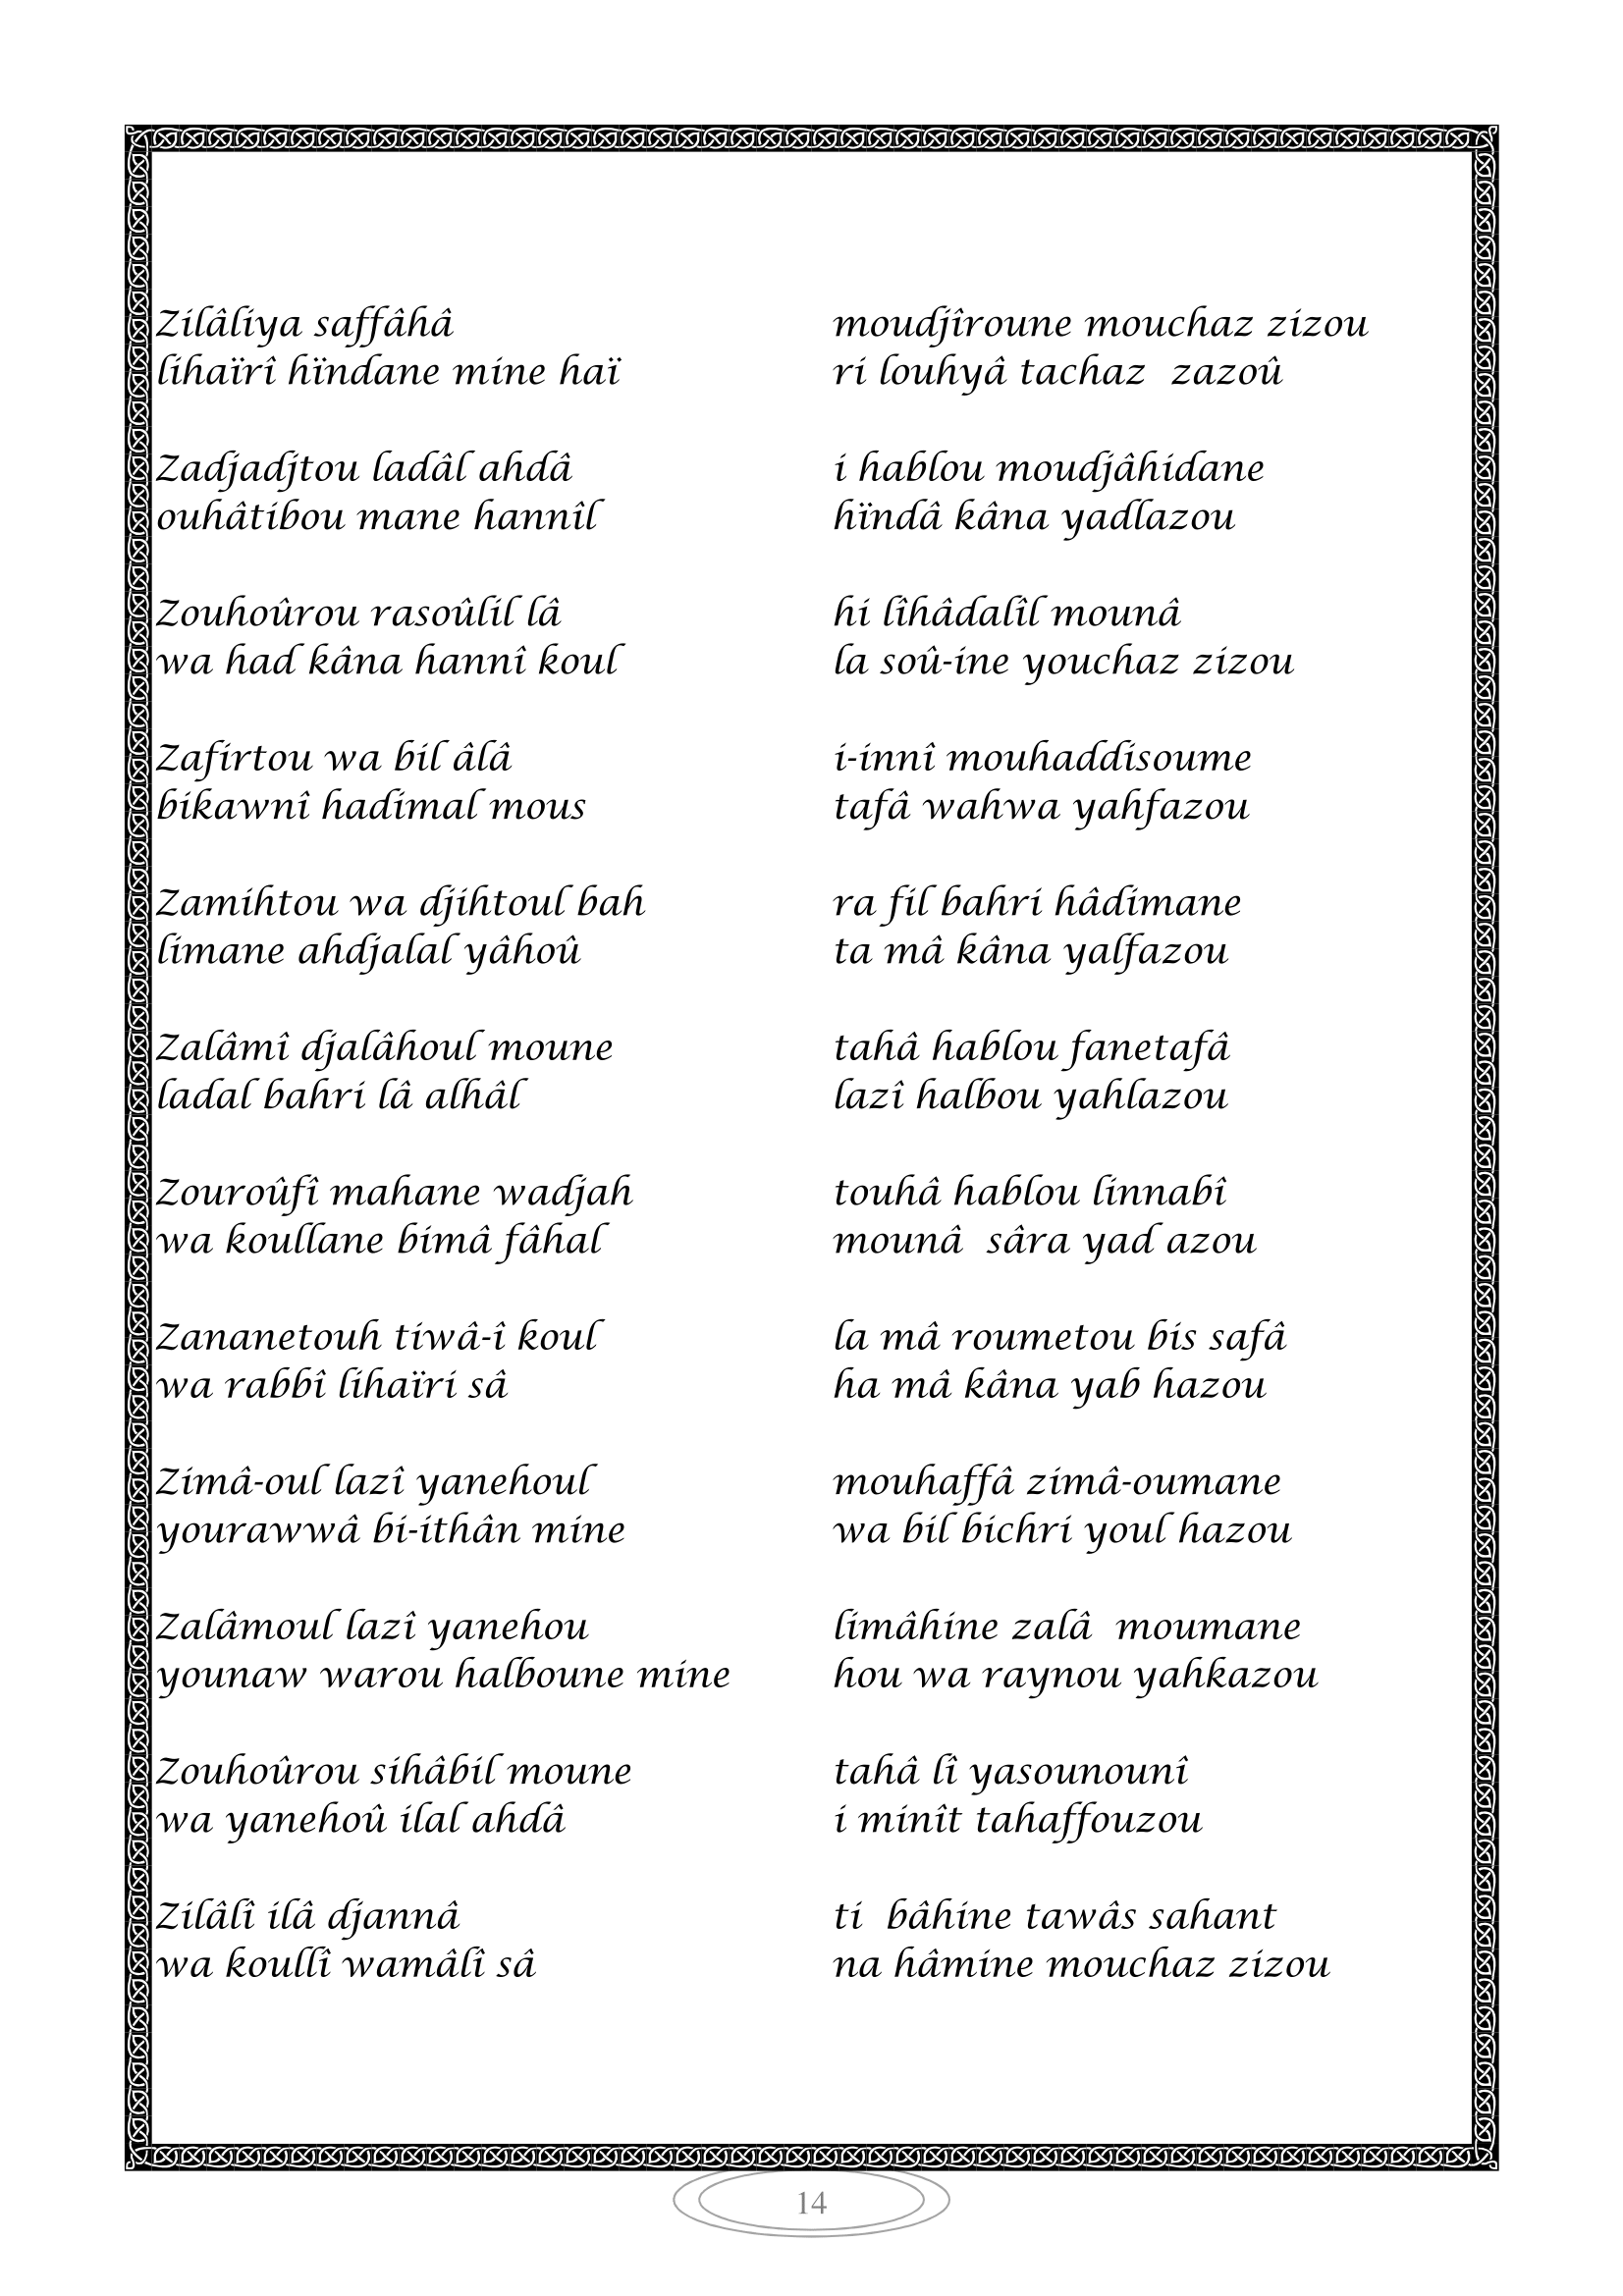 Zilâliya saffâhâ moudjîroune mouchaz zizou
lihaïrî hïndane mine haï ri louhyâ tachaz zazoû
Zadjadjtou ladâl ahdâ i hablou moudjâhidane
ouhâtibou mane hannîl hïndâ kâna yadlazou
Zouhoûrou rasoûlil lâ hi lîhâdalîl mounâ
wa had kâna hannî koul la soû-ine youchaz zizou
Zafirtou wa bil âlâ i-innî mouhaddisoume
bikawnî hadimal mous tafâ wahwa yahfazou
Zamihtou wa djihtoul bah ra fil bahri hâdimane
limane ahdjalal yâhoû ta mâ kâna yalfazou
Zalâmî djalâhoul moune tahâ hablou fanetafâ
ladal bahri lâ alhâl lazî halbou yahlazou
Zouroûfî mahane wadjah touhâ hablou linnabî
wa koullane bimâ fâhal mounâ sâra yad azou
Zananetouh tiwâ-î koul la mâ roumetou bis safâ
wa rabbî lihaïri sâ ha mâ kâna yab hazou
Zimâ-oul lazî yanehoul mouhaffâ zimâ-oumane
yourawwâ bi-ithân mine wa bil bichri youl hazou
Zalâmoul lazî yanehou limâhine zalâ moumane
younaw warou halboune mine hou wa raynou yahkazou
Zouhoûrou sihâbil moune tahâ lî yasounounî
wa yanehoû ilal ahdâ i minît tahaffouzou
Zilâlî ilâ djannâ ti bâhine tawâs sahant
wa koullî wamâlî sâ na hâmine mouchaz zizou
14